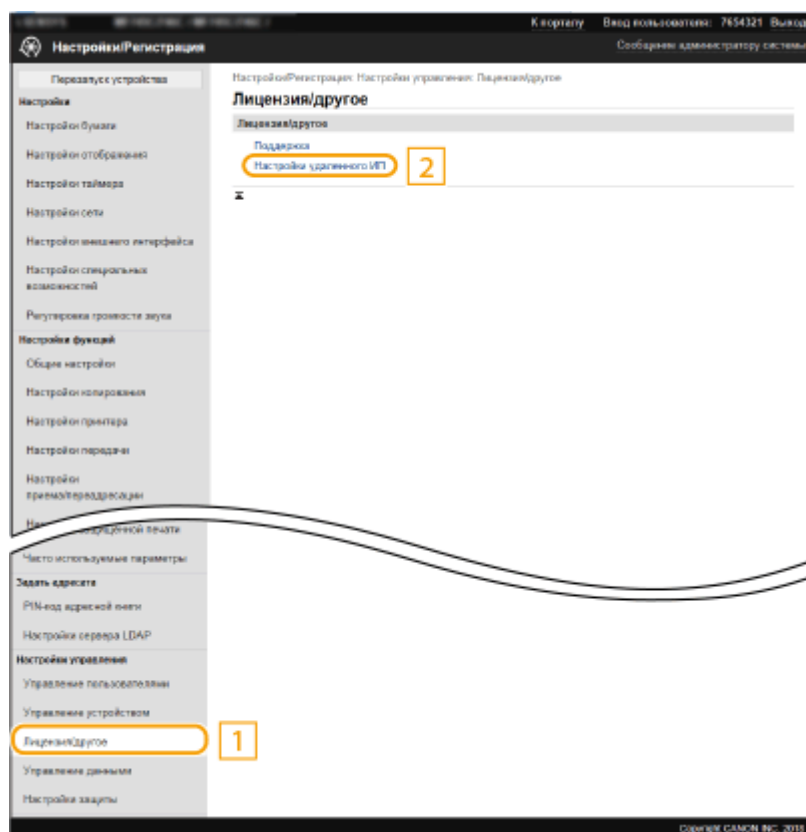 К порталу Вход пользователя: 7654321 Выход
Настройки/Регистрация
Сообщение администратору системы
Перезапуск устройства
Настройки/Регистрация: Настройки управления: Лицензия/другое
Настройки
Лицензия/другое
Настройки бумаги
Лицензия/другое
Поддержка
Настройки отображения
Настройки удаленного ИП
2
Настройки таймера
Настройки сети
Настройки внешнего интерфейса
Настройки специальных
возможностей
Регулировка громкости звука
Настройки функций
Общие настройки
Настройки копирования
Настройки принтера
Настройки передачи
Настройки
приема/переадресации
защищенной печати
Часто используемые параметры
Задать адресата
PIN-код адресной книги
Настройки сервера LDAP
Настройки управления
Управление пользователями
Управление устройством
Лицензия/другое
1
Управление данными
Настройки защиты
Copyright CANON INC.